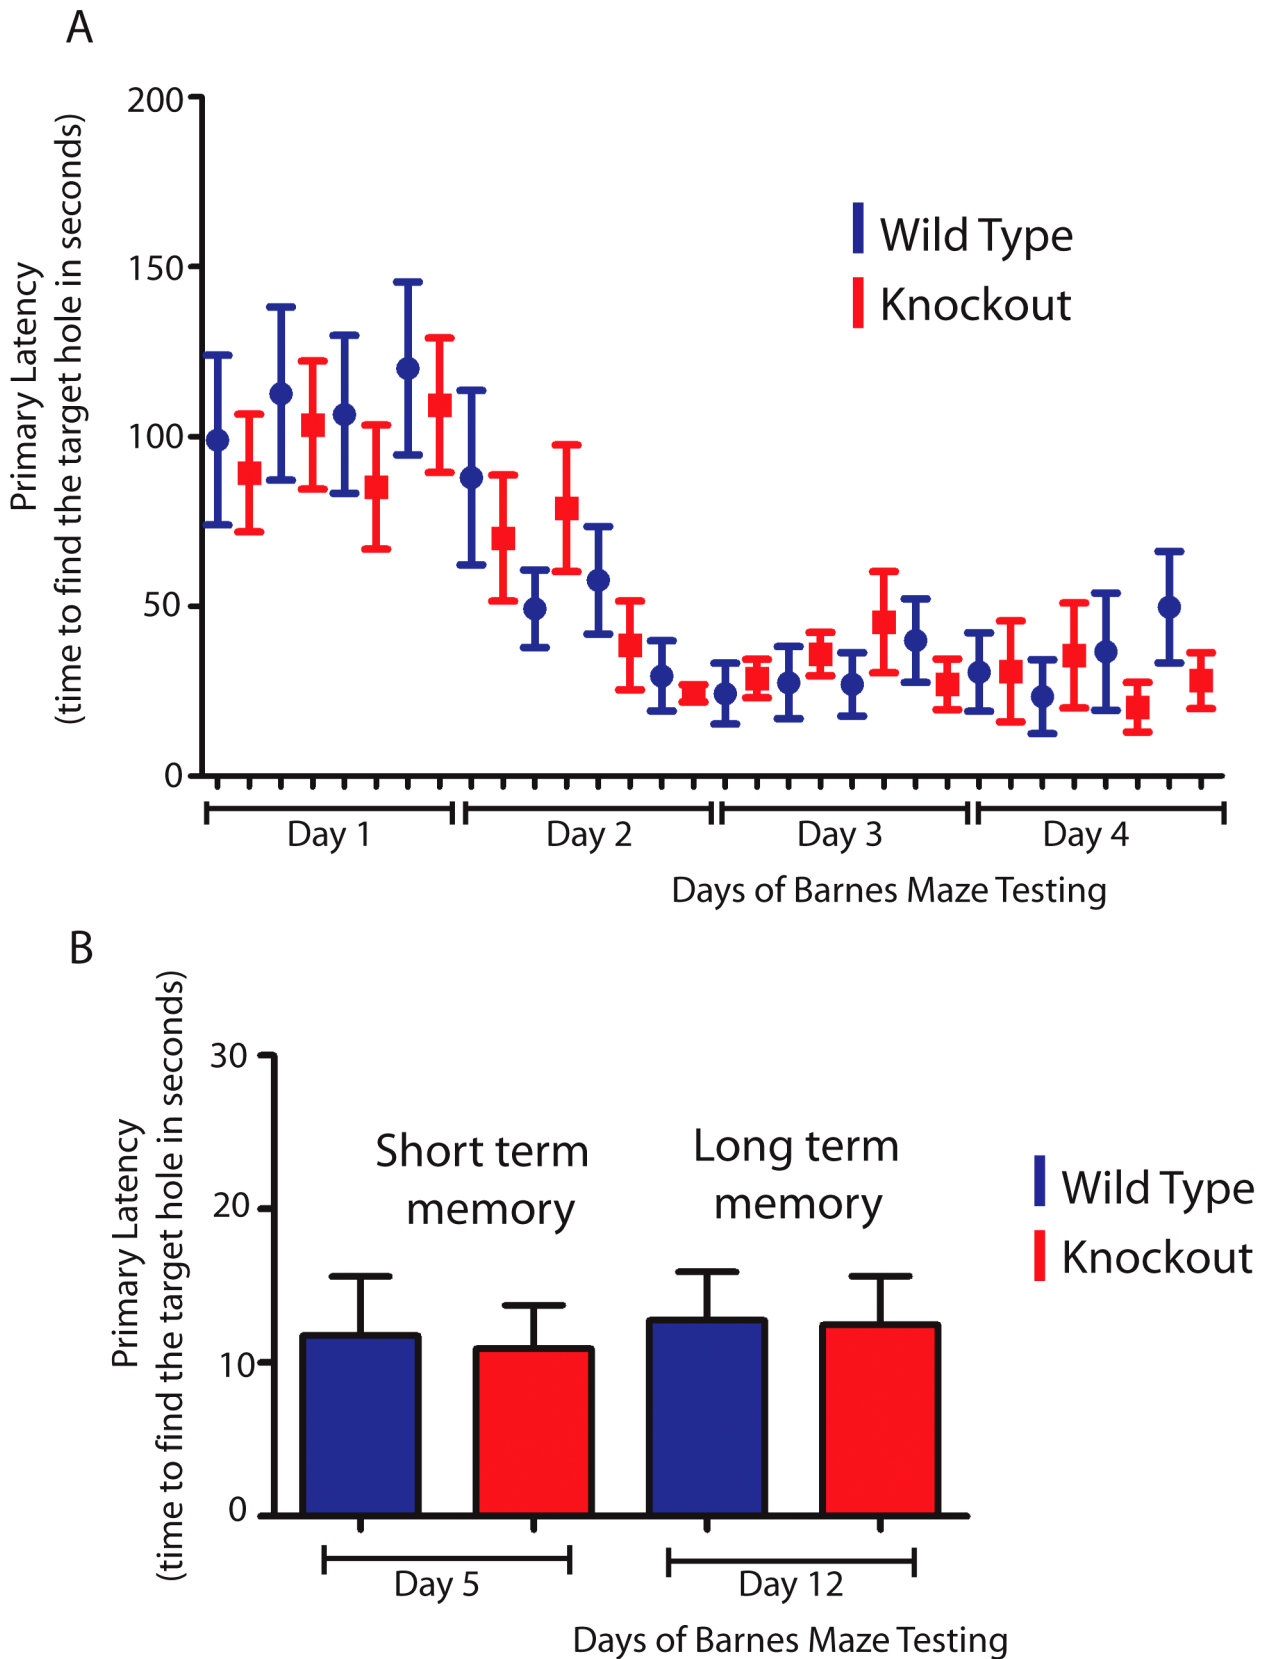 A
Primary Latency
(time to find the target hole in seconds)
200
150
100
50
0
Wild Type
Knockout
Day 1
Day 2
Day 3
Day 4
Days of Barnes Maze Testing
B
Primary Latency
(time to find the target hole in seconds)
30
20
10
0
Short term
memory
Long term
memory
Wild Type
Knockout
Day 5
Day 12
Days of Barnes Maze Testing